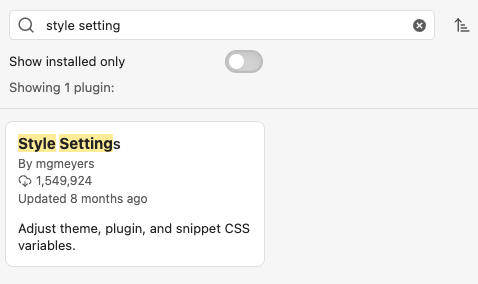 style setting
Show installed only
Showing 1 plugin:
Style Settings
By mgmeyers
1,549,924
Updated 8 months ago
Adjust theme, plugin, and snippet CSS
variables.